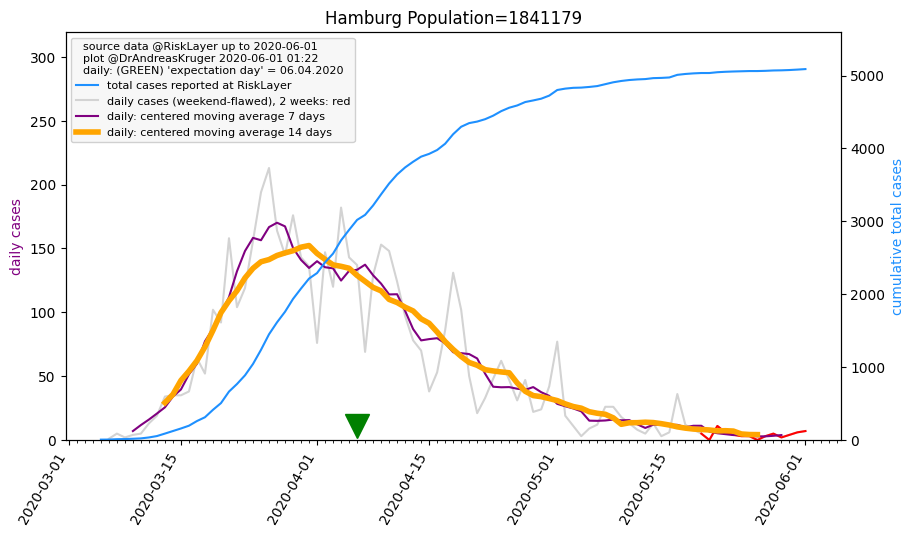 Hamburg Population=1841179
source data @RiskLayer up to 2020-06-01
plot @DrAndreasKruger 2020-06-01 01:22
daily: (GREEN) 'expectation day' = 06.04.2020
total cases reported at RiskLayer
daily cases (weekend-flawed), 2 weeks: red
daily: centered moving average 7 days
daily: centered moving average 14 days
daily cases
300
250
200
150
100
50
0
cumulative total cases
5000
4000
3000
2000
1000
0
2020-03-01
2020-03-15
2020-04-01
2020-04-15
2020-05-01
2020-05-15
2020-06-01